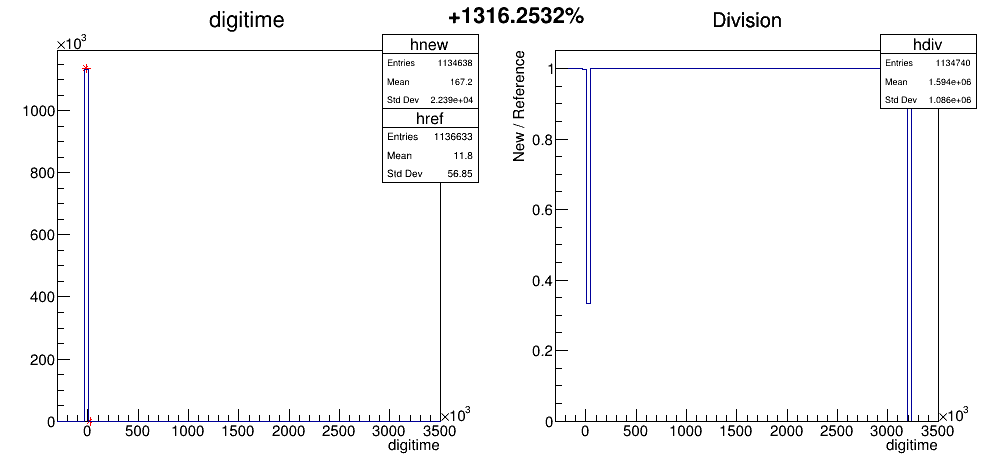 +1316.2532%
digitime
×10³
hnew
Entries 1134638
Mean 167.2
Std Dev 2.239e+04
href
Entries 1136633
Mean 11.8
Std Dev 56.85
1000
800
600
400
200
0
0 500 1000 1500 2000 2500 3000 3500
×10³
digitime
Division
hdiv
Entries 1134740
Mean 1.594e+06
Std Dev 1.086e+06
New / Reference
1
0.8
0.6
0.4
0.2
0
0 500 1000 1500 2000 2500 3000 3500
×10³
digitime